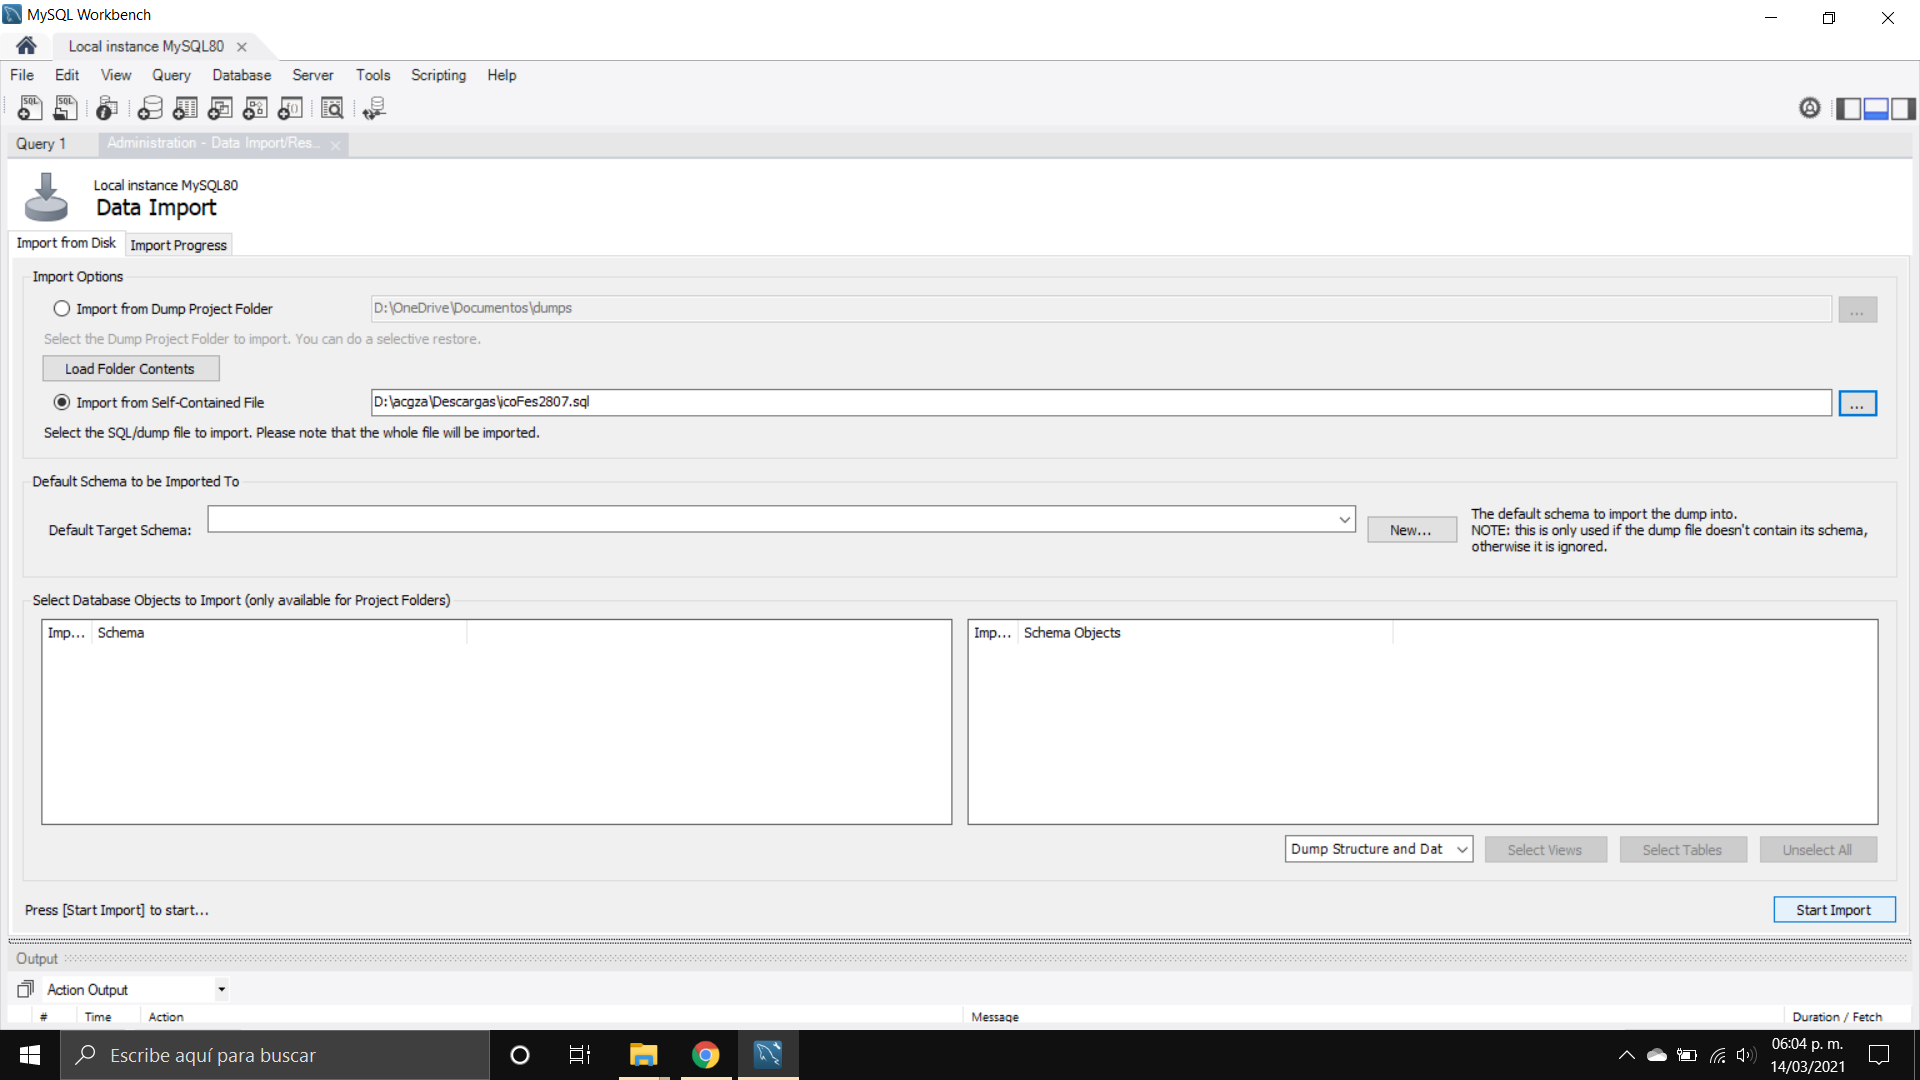 MySQL Workbench
Local instance MySQL80
File Edit View Query Database Server Tools Scripting Help
SQL SQL
Query 1 Administration - Data Import/Res...
Local instance MySQL80
Data Import
Import from Disk Import Progress
Import Options
Import from Dump Project Folder D:\OneDrive\Documentos\dumps ...
Select the Dump Project Folder to import. You can do a selective restore.
Load Folder Contents
Import from Self-Contained File D:\acgza\Descargas\icoFes2807.sql ...
Select the SQL/dump file to import. Please note that the whole file will be imported.
Default Schema to be Imported To
Default Target Schema: New... The default schema to import the dump into.
NOTE: this is only used if the dump file doesn't contain its schema,
otherwise it is ignored.
Select Database Objects to Import (only available for Project Folders)
Imp... Schema Imp... Schema Objects
Dump Structure and Dat Select Views Select Tables Unselect All
Press [Start Import] to start... Start Import
Output
Action Output
# Time Action Message Duration / Fetch
Escribe aquí para buscar
06:04 p. m.
14/03/2021